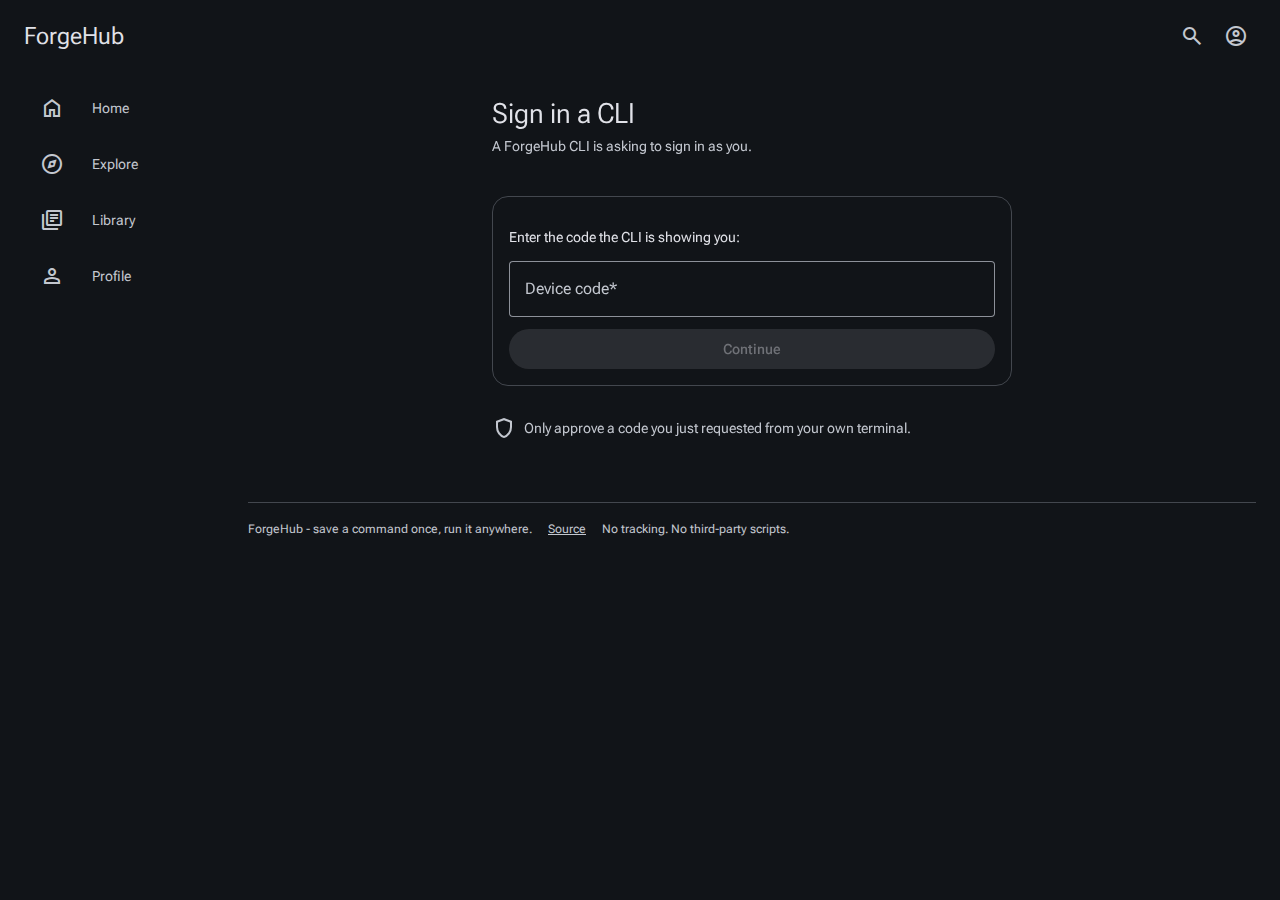 ForgeHub
Home
Explore
Library
Profile
Sign in a CLI
A ForgeHub CLI is asking to sign in as you.
Enter the code the CLI is showing you:
Device code*
Continue
Only approve a code you just requested from your own terminal.
ForgeHub - save a command once, run it anywhere. Source No tracking. No third-party scripts.